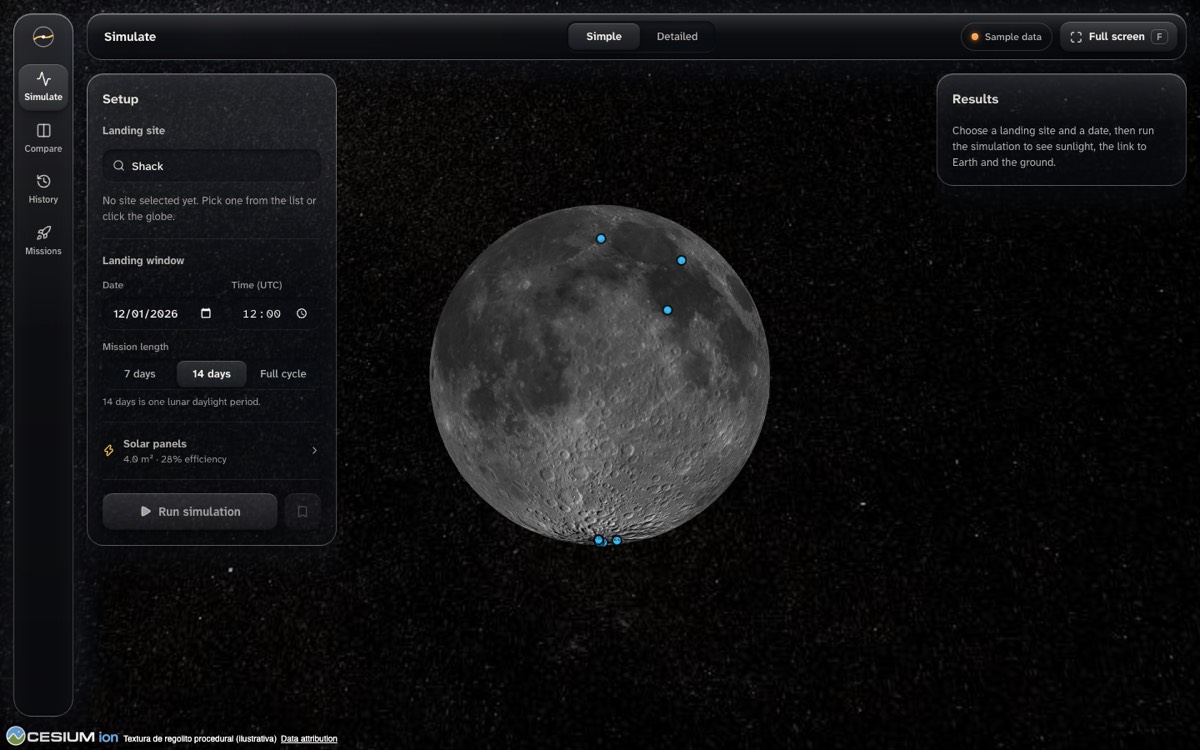 Simulate
Simple
Detailed
Sample data
Full screen
F
Simulate
Compare
History
Missions
Setup
Landing site
Shack
No site selected yet. Pick one from the list or
click the globe.
Landing window
Date
Time (UTC)
12/01/2026
12:00
Mission length
7 days
14 days
Full cycle
14 days is one lunar daylight period.
Solar panels
4.0 m² · 28% efficiency
Run simulation
Results
Choose a landing site and a date, then run
the simulation to see sunlight, the link to
Earth and the ground.
CESIUM ion
Textura de regolito procedural (ilustrativa) Data attribution